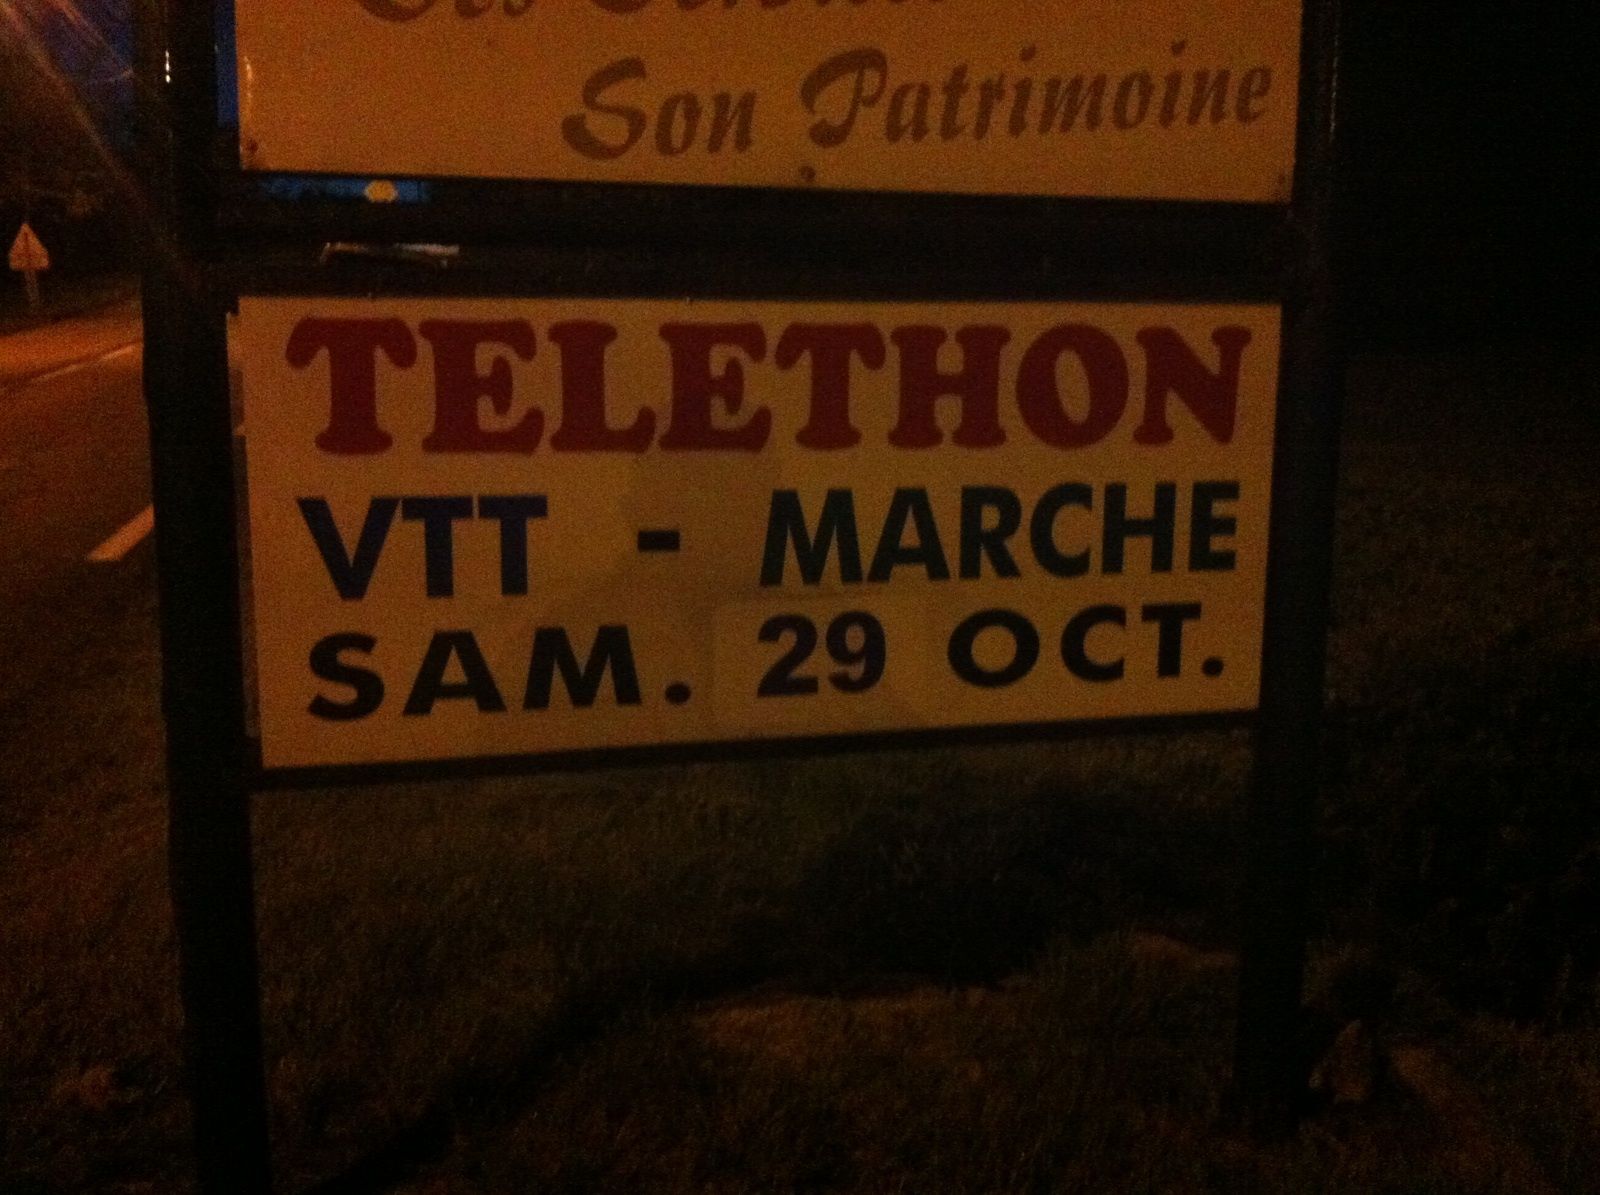 Son Patrimoine
TELETHON
VTT - MARCHE
SAM. 29 OCT.